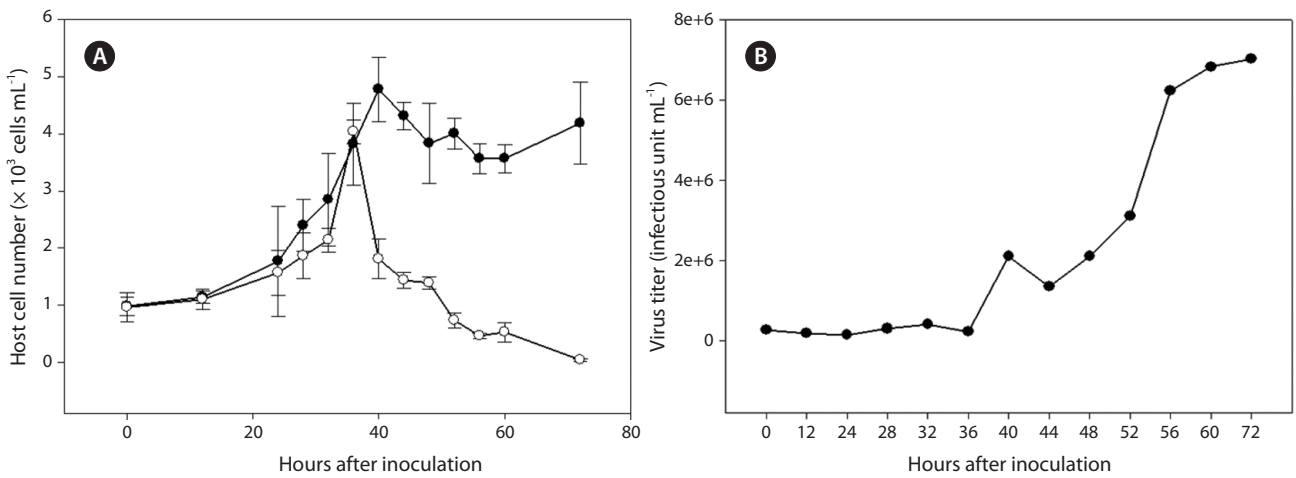 A
Host cell number (× 10³ cells mL⁻¹)
6
5
4
3
2
1
0
0 20 40 60 80
Hours after inoculation
B
Virus titer (infectious unit mL⁻¹)
8e+6
6e+6
4e+6
2e+6
0
0 12 24 28 32 36 40 44 48 52 56 60 72
Hours after inoculation